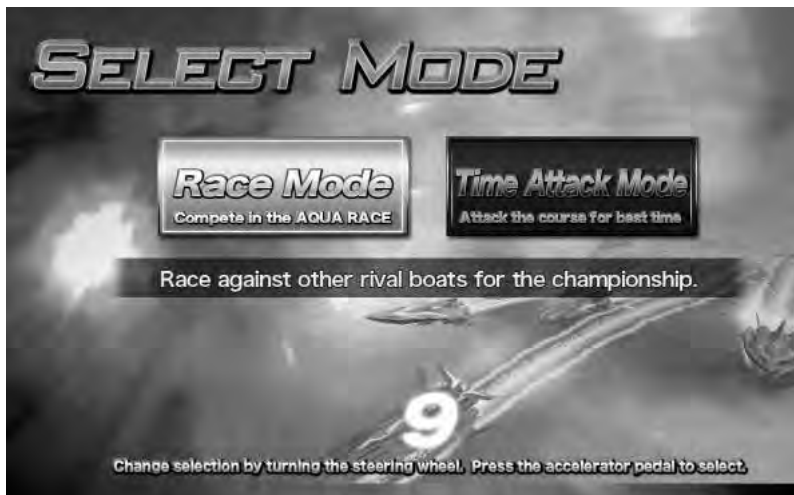 SELECT MODE
Race Mode
Compete in the AQUA RACE
Time Attack Mode
Attack the course for best time
Race against other rival boats for the championship.
9
Change selection by turning the steering wheel. Press the accelerator pedal to select.